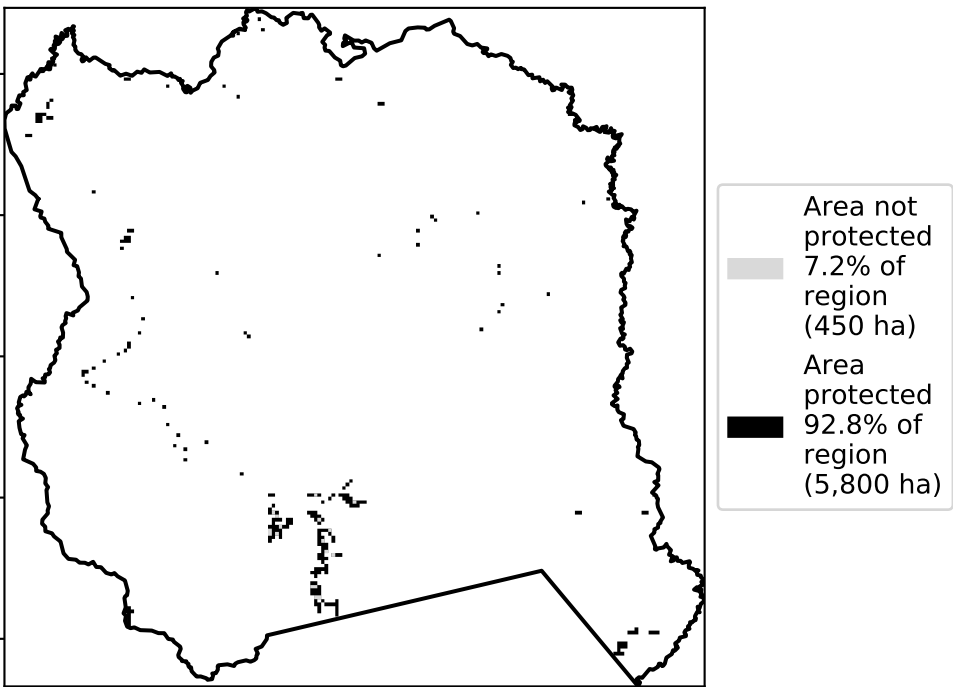 Area not
protected
7.2% of
region
(450 ha)
Area
protected
92.8% of
region
(5,800 ha)